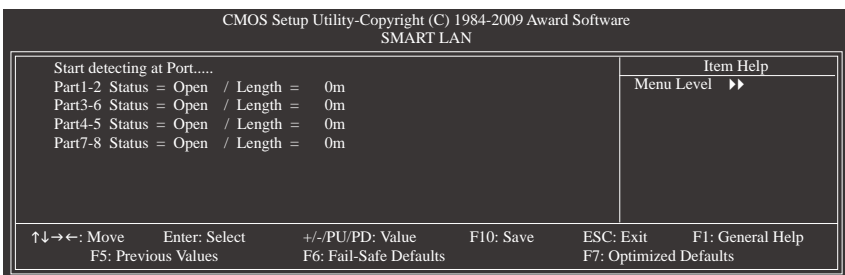 CMOS Setup Utility-Copyright (C) 1984-2009 Award Software
SMART LAN
Start detecting at Port.....
Part1-2 Status = Open / Length = 0m
Part3-6 Status = Open / Length = 0m
Part4-5 Status = Open / Length = 0m
Part7-8 Status = Open / Length = 0m
Item Help
Menu Level ▶▶
↑↓→←: Move Enter: Select +/-/PU/PD: Value F10: Save ESC: Exit F1: General Help
F5: Previous Values F6: Fail-Safe Defaults F7: Optimized Defaults